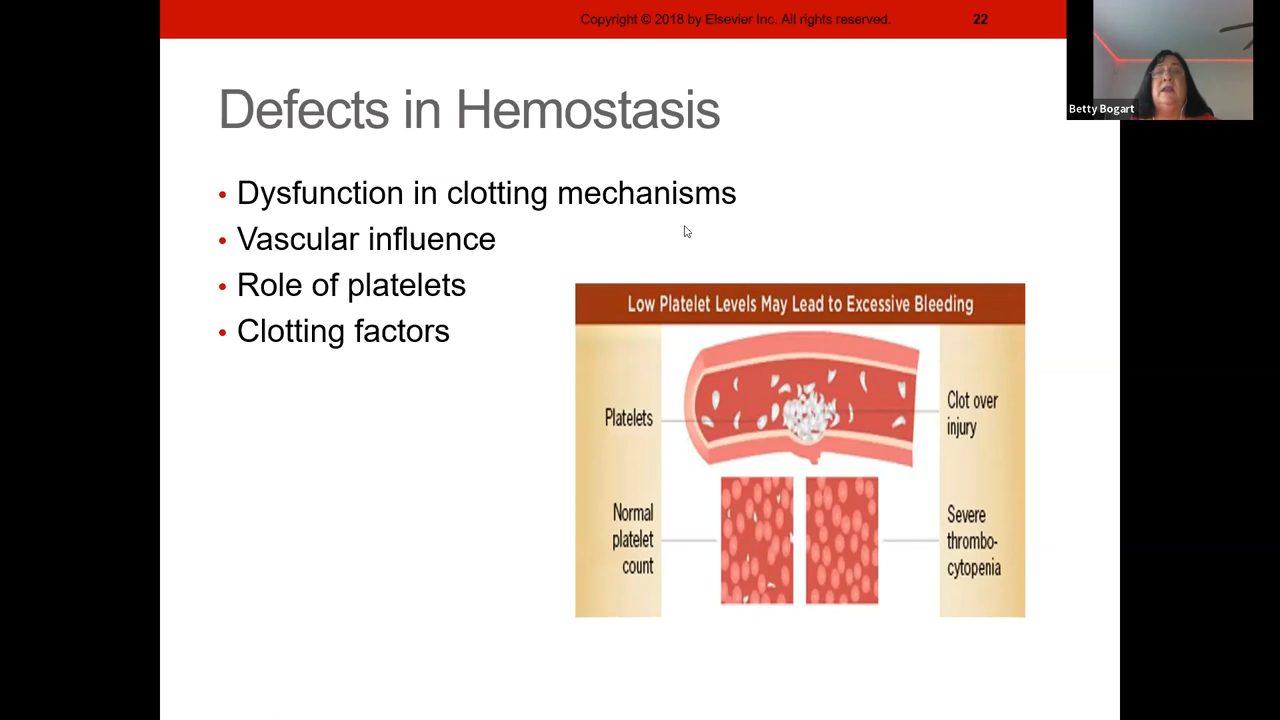 Copyright © 2018 by Elsevier Inc. All rights reserved.
22
Betty Bogart
Defects in Hemostasis
• Dysfunction in clotting mechanisms
• Vascular influence
• Role of platelets
• Clotting factors
Low Platelet Levels May Lead to Excessive Bleeding
Platelets
Clot over
injury
Normal
platelet
count
Severe
thrombo-
cytopenia